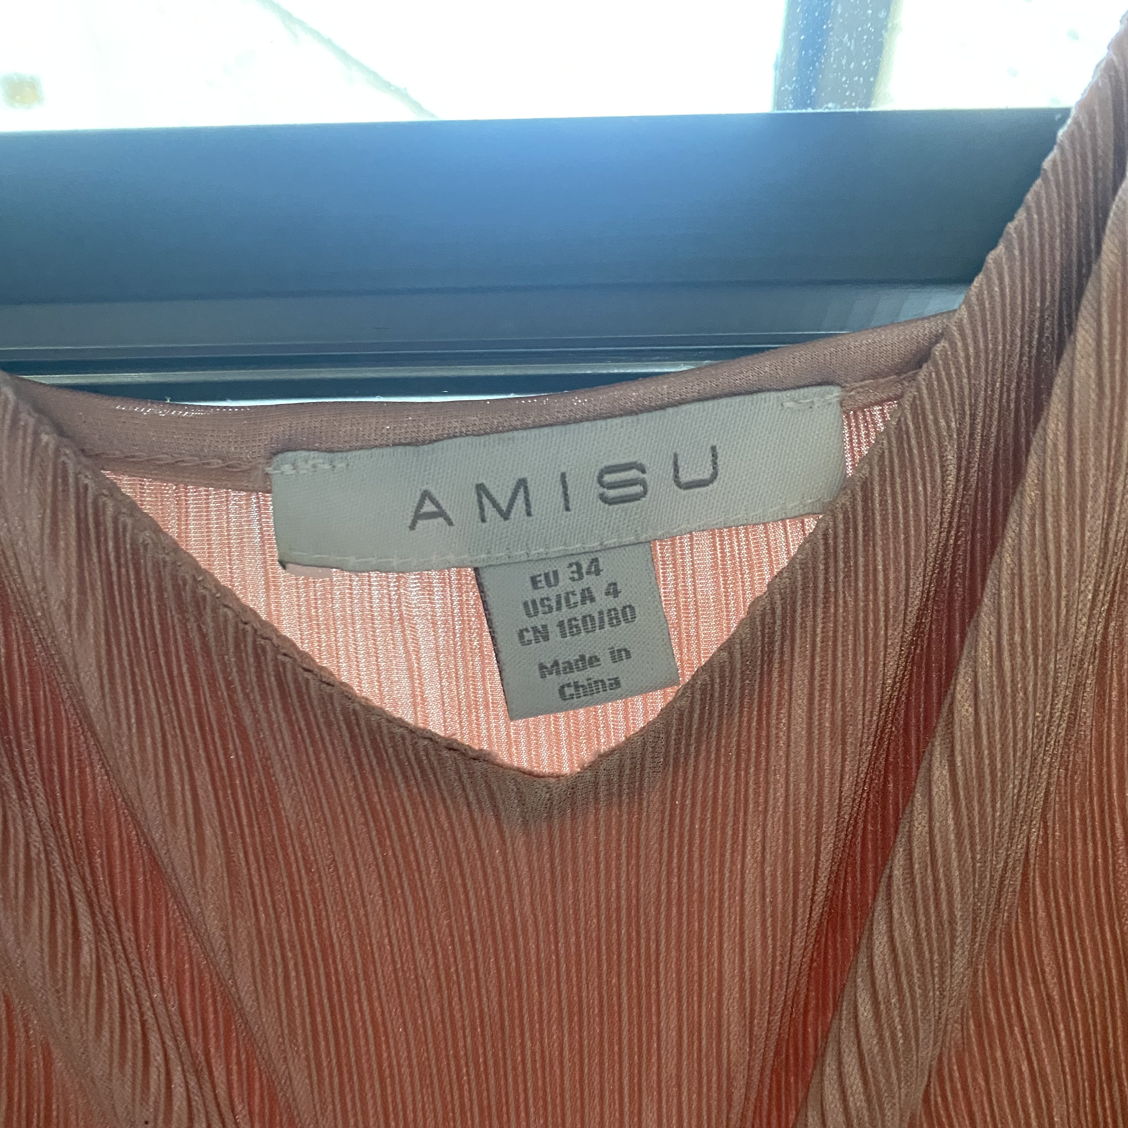 AMISU
EU 34
US/CA 4
CN 160/80
Made in
China